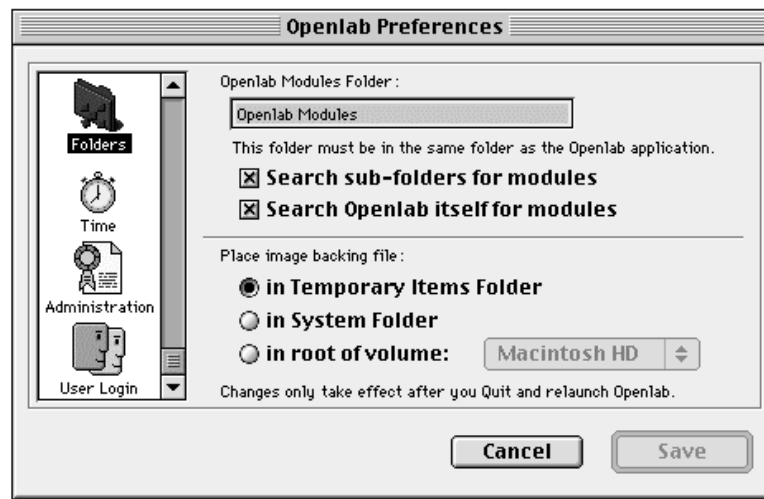 Openlab Preferences
Folders
Time
Administration
User Login
Openlab Modules Folder:
Openlab Modules
This folder must be in the same folder as the Openlab application.
Search sub-folders for modules
Search Openlab itself for modules
Place image backing file:
in Temporary Items Folder
in System Folder
in root of volume: Macintosh HD
Changes only take effect after you Quit and relaunch Openlab.
Cancel Save